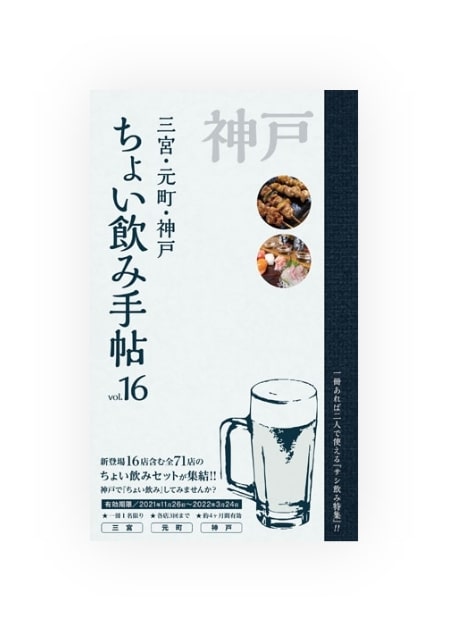 神戸
三宮・元町・神戸
ちょい飲み手帖
vol.16
一冊あれば二人で使える『サシ飲み特集』!!
新登場16店含む全71店の
ちょい飲みセットが集結!!
神戸で『ちょい飲み』してみませんか?
有効期限/2021年11月26日〜2022年3月24日
★一冊1名限り ★各店3回まで ★約4ヶ月間有効
三宮 元町 神戸